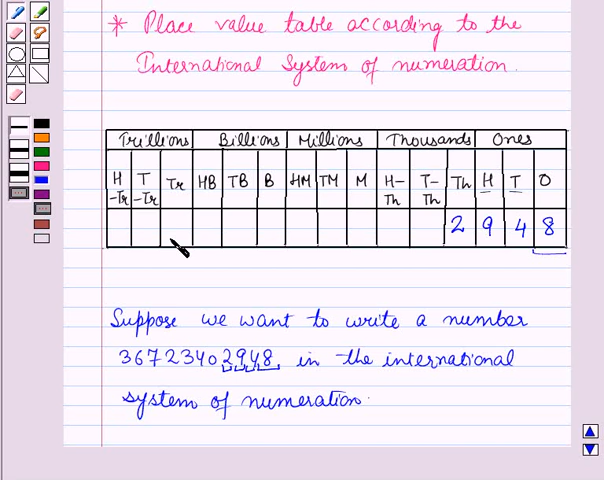 * Place value table according to the
International System of numeration.
Trillions Billions Millions Thousands Ones
H-Tr T-Tr Tr HB TB B HM TM M H-Th T-Th Th H T O
2 9 4 8
Suppose we want to write a number
36723402948, in the international
system of numeration.